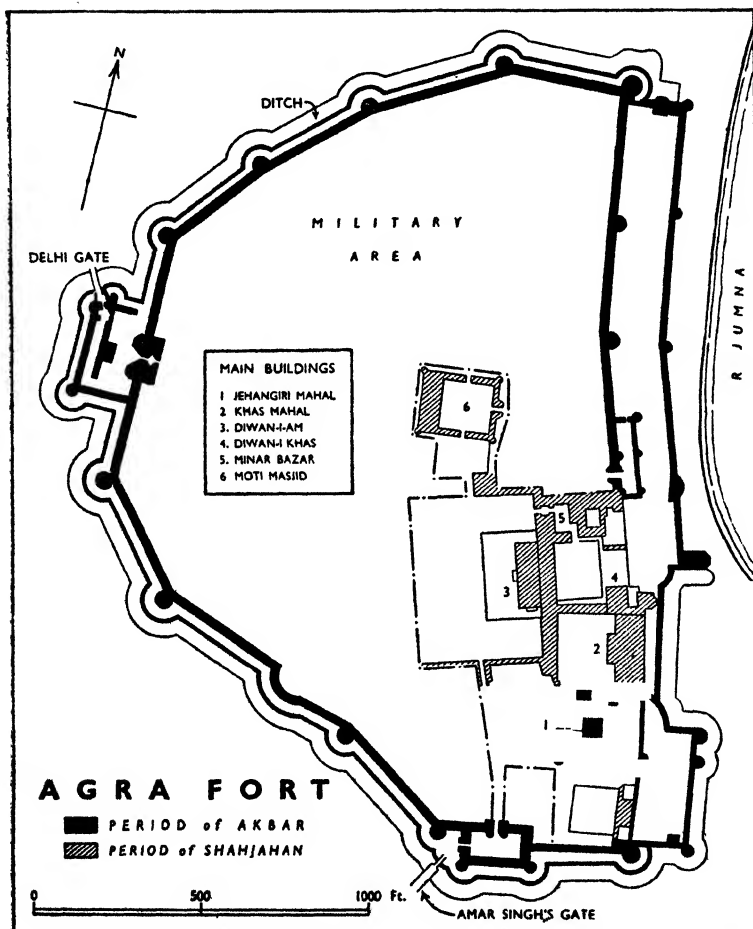 N
DITCH
MILITARY
AREA
DELHI GATE
R JUMNA
MAIN BUILDINGS
1 JEHANGIRI MAHAL
2 KHAS MAHAL
3. DIWAN-I-AM
4. DIWAN-I KHAS
5. MINAR BAZAR
6 MOTI MASJID
6
5
3
4
2
1
AGRA FORT
PERIOD of AKBAR
PERIOD of SHAHJAHAN
0 500 1000 Ft.
AMAR SINGH'S GATE